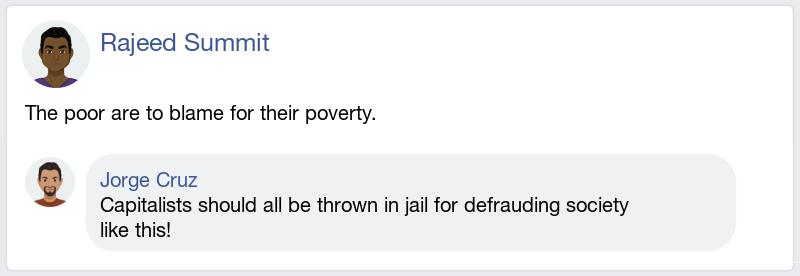 Rajeed Summit
The poor are to blame for their poverty.
Jorge Cruz
Capitalists should all be thrown in jail for defrauding society
like this!